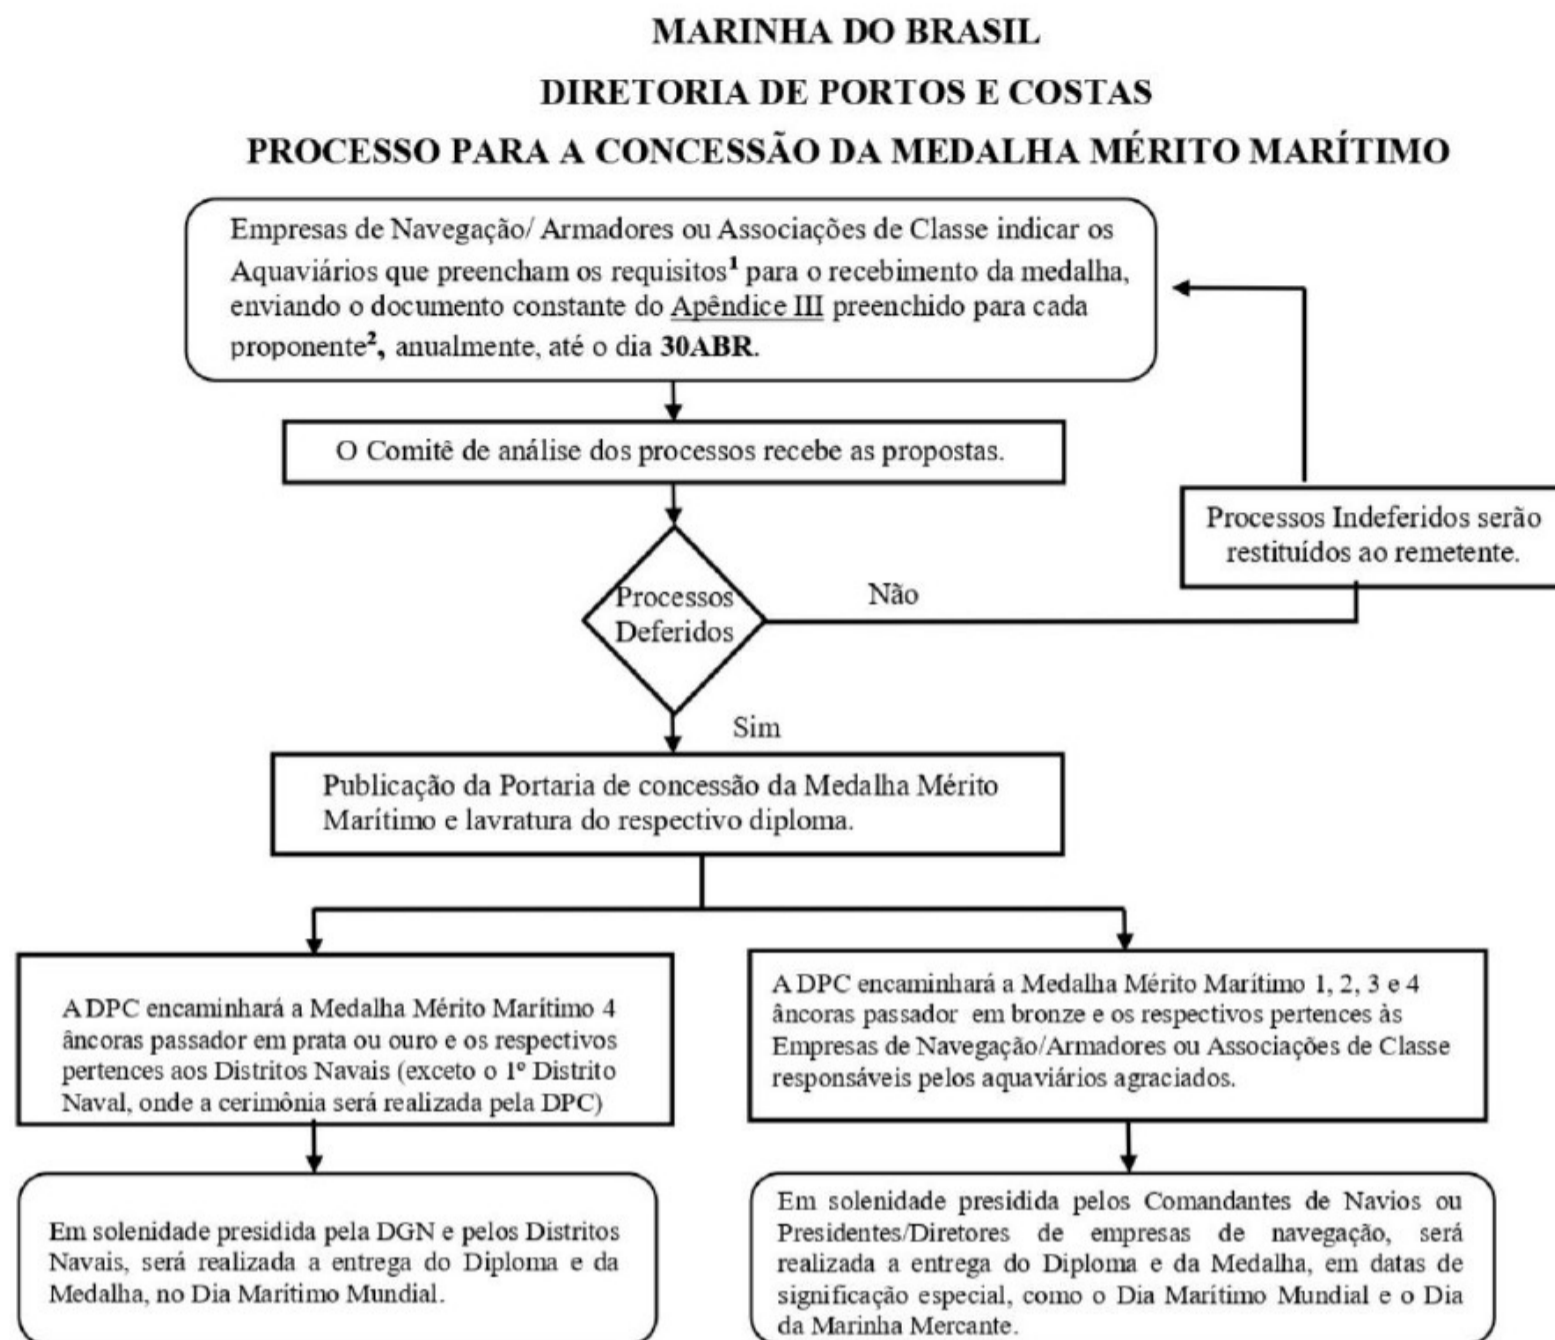 MARINHA DO BRASIL
DIRETORIA DE PORTOS E COSTAS
PROCESSO PARA A CONCESSÃO DA MEDALHA MÉRITO MARÍTIMO
Empresas de Navegação/ Armadores ou Associações de Classe indicar os
Aquaviários que preencham os requisitos¹ para o recebimento da medalha,
enviando o documento constante do Apêndice III preenchido para cada
proponente², anualmente, até o dia 30ABR.
O Comitê de análise dos processos recebe as propostas.
Processos Indeferidos serão
restituídos ao remetente.
Processos
Deferidos
Não
Sim
Publicação da Portaria de concessão da Medalha Mérito
Marítimo e lavratura do respectivo diploma.
A DPC encaminhará a Medalha Mérito Marítimo 4
âncoras passador em prata ou ouro e os respectivos
pertences aos Distritos Navais (exceto o 1º Distrito
Naval, onde a cerimônia será realizada pela DPC)
A DPC encaminhará a Medalha Mérito Marítimo 1, 2, 3 e 4
âncoras passador em bronze e os respectivos pertences às
Empresas de Navegação/Armadores ou Associações de Classe
responsáveis pelos aquaviários agraciados.
Em solenidade presidida pela DGN e pelos Distritos
Navais, será realizada a entrega do Diploma e da
Medalha, no Dia Marítimo Mundial.
Em solenidade presidida pelos Comandantes de Navios ou
Presidentes/Diretores de empresas de navegação, será
realizada a entrega do Diploma e da Medalha, em datas de
significação especial, como o Dia Marítimo Mundial e o Dia
da Marinha Mercante.